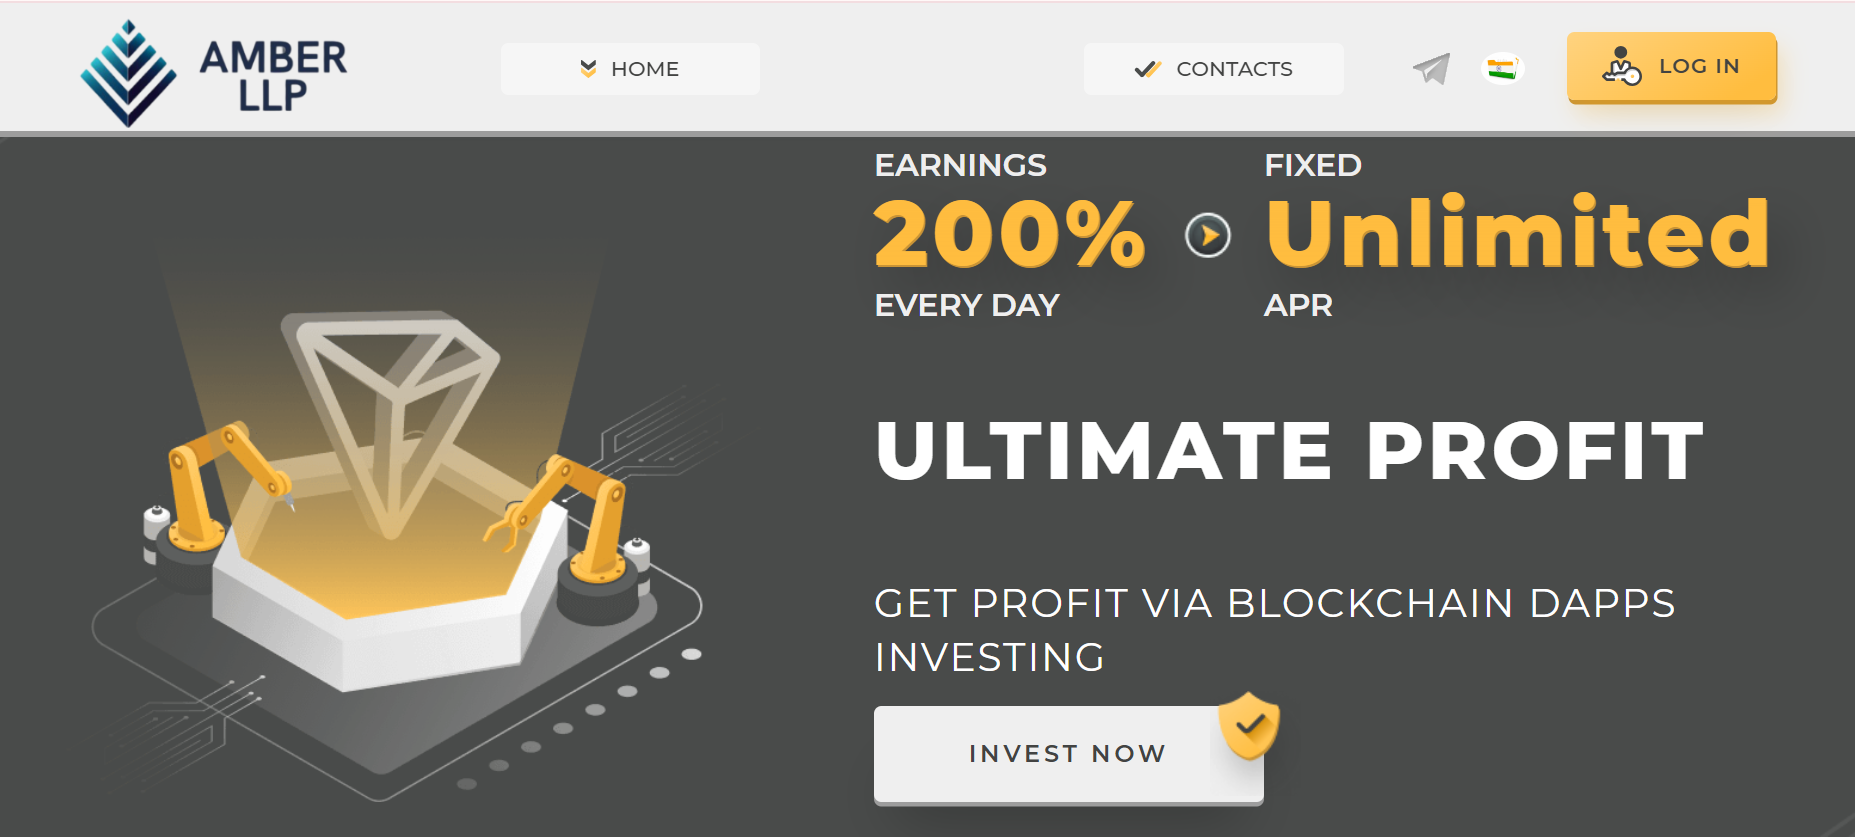 AMBER
LLP
HOME
CONTACTS
LOG IN
EARNINGS
200%
EVERY DAY
FIXED
Unlimited
APR
ULTIMATE PROFIT
GET PROFIT VIA BLOCKCHAIN DAPPS
INVESTING
INVEST NOW